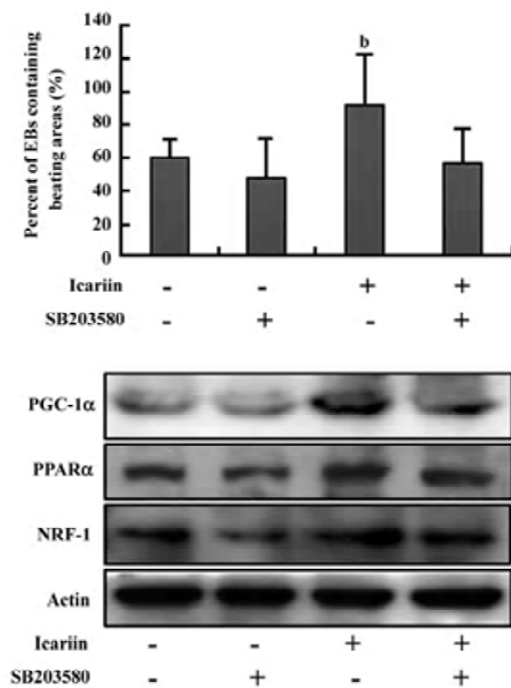 Percent of EBs containing
beating areas (%)
140
120
100
80
60
40
20
0
b
Icariin - - + +
SB203580 - + - +
PGC-1α
PPARα
NRF-1
Actin
Icariin - - + +
SB203580 - + - +